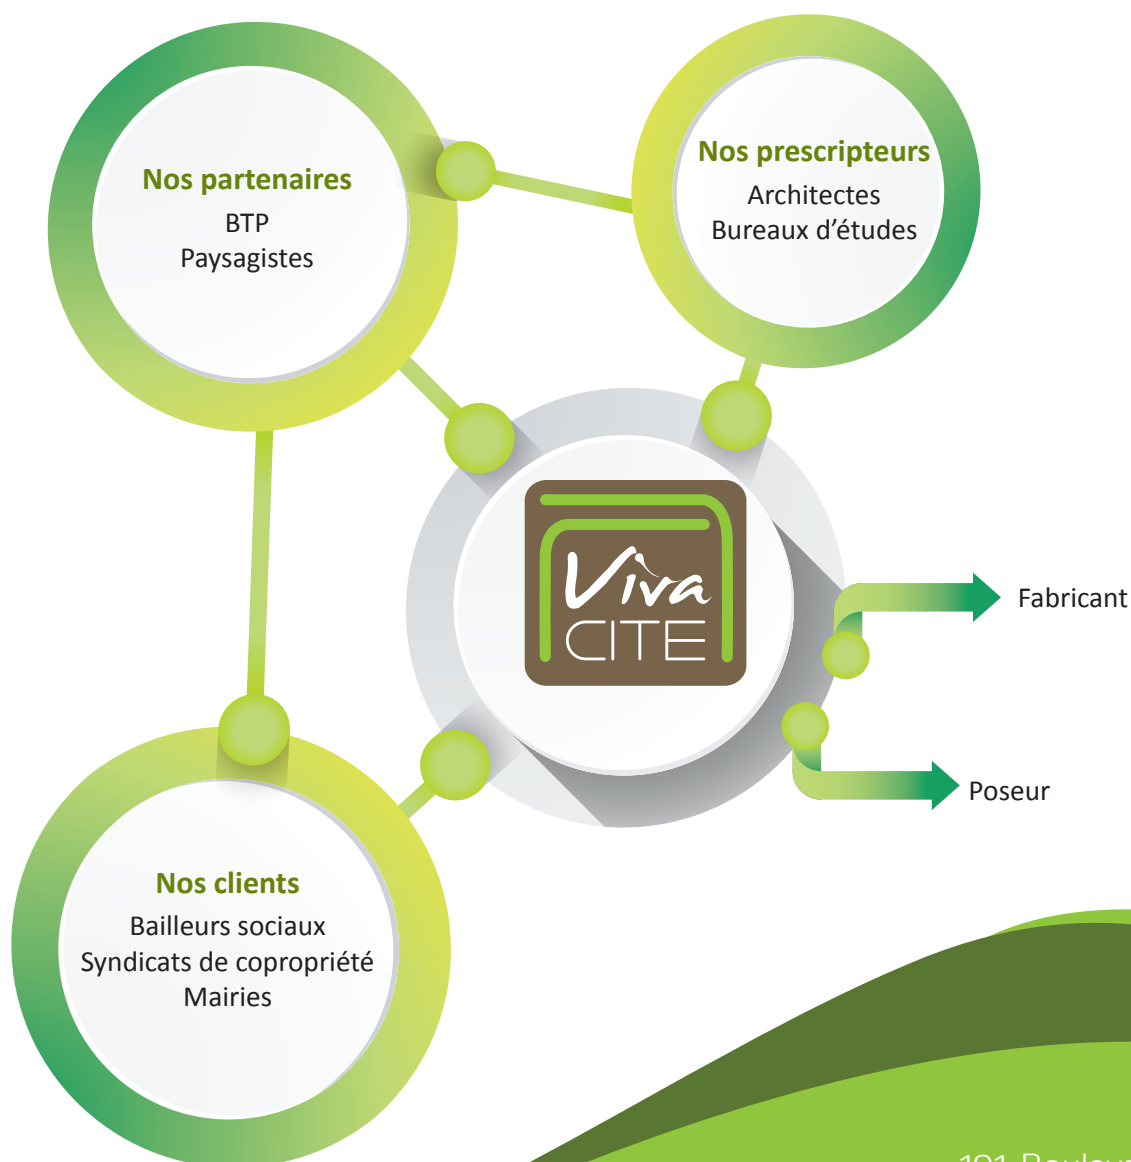 Nos partenaires
BTP
Paysagistes
Nos prescripteurs
Architectes
Bureaux d’études
Viva
CITE
Fabricant
Poseur
Nos clients
Bailleurs sociaux
Syndicats de copropriété
Mairies